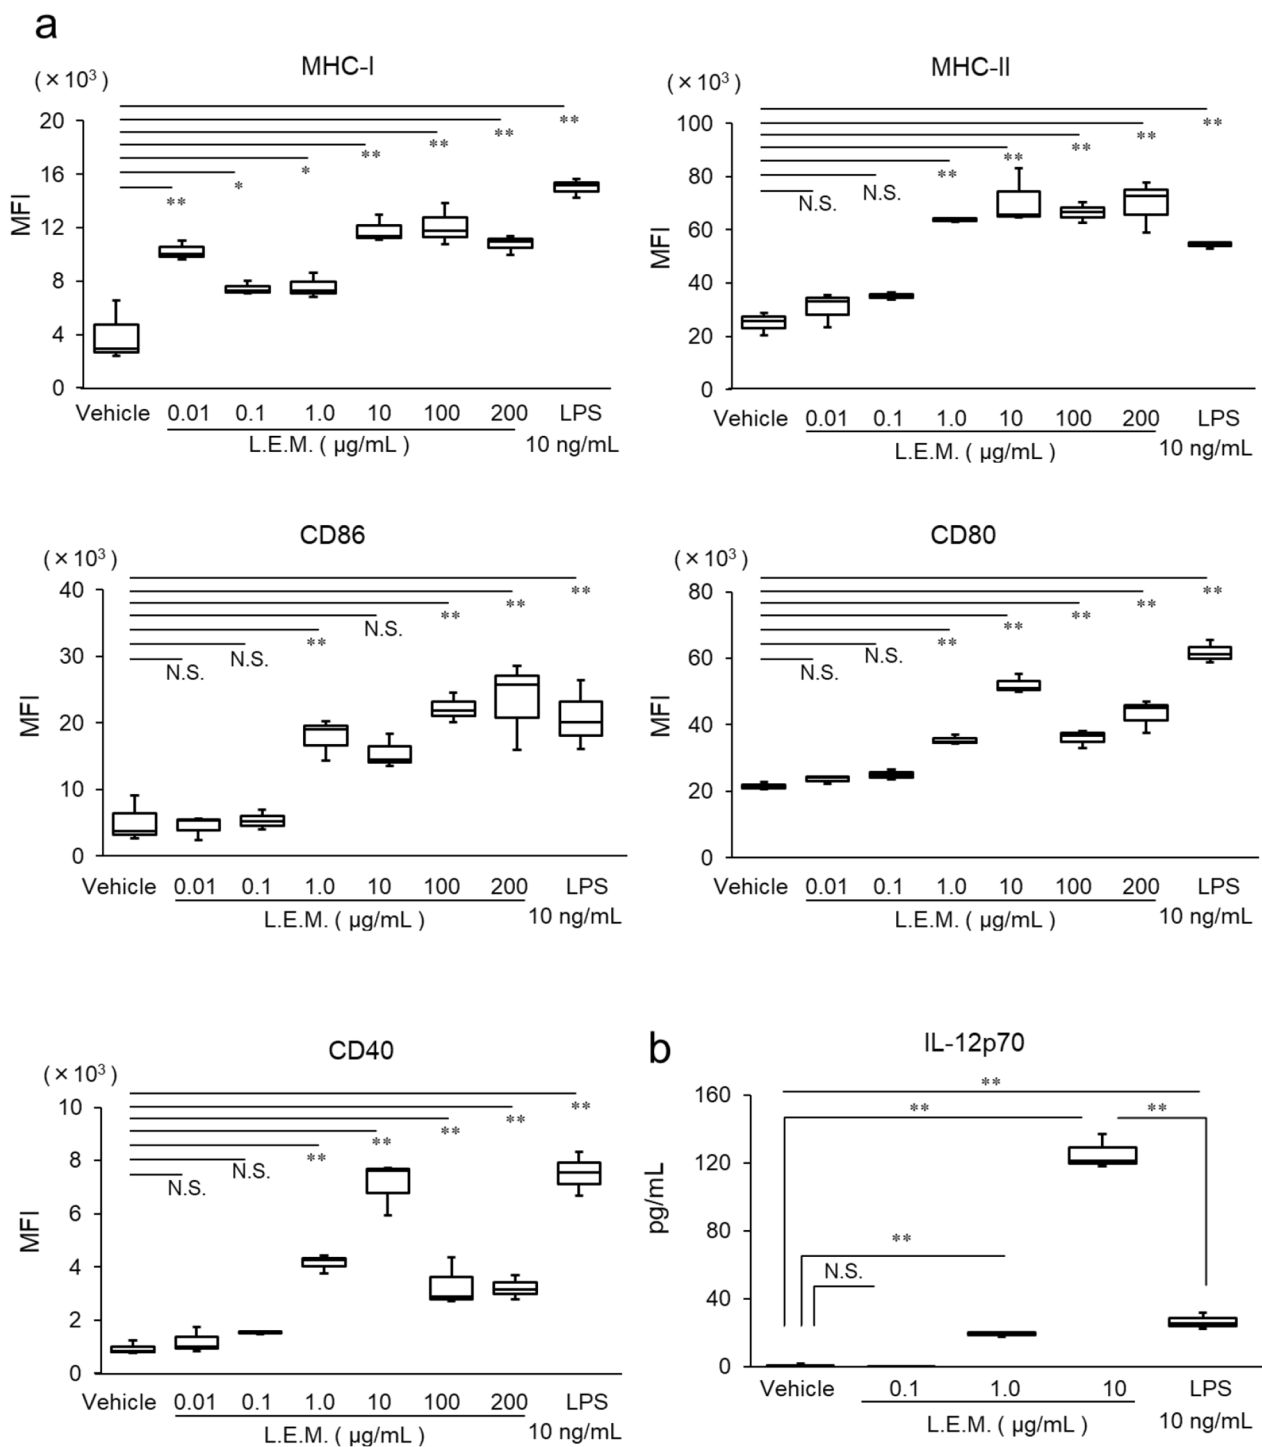 a
MHC-I
(×10³)
** ** ** ** * * **
20
16
12
8
4
0
MFI
Vehicle 0.01 0.1 1.0 10 100 200 LPS
L.E.M. ( μg/mL ) 10 ng/mL
MHC-II
(×10³)
** ** ** ** ** N.S. N.S.
100
80
60
40
20
0
MFI
Vehicle 0.01 0.1 1.0 10 100 200 LPS
L.E.M. ( μg/mL ) 10 ng/mL
CD86
(×10³)
** ** ** N.S. ** N.S. N.S.
40
30
20
10
0
MFI
Vehicle 0.01 0.1 1.0 10 100 200 LPS
L.E.M. ( μg/mL ) 10 ng/mL
CD80
(×10³)
** ** ** ** ** N.S. N.S.
80
60
40
20
0
MFI
Vehicle 0.01 0.1 1.0 10 100 200 LPS
L.E.M. ( μg/mL ) 10 ng/mL
CD40
(×10³)
** ** ** ** ** N.S. N.S.
10
8
6
4
2
0
MFI
Vehicle 0.01 0.1 1.0 10 100 200 LPS
L.E.M. ( μg/mL ) 10 ng/mL
b
IL-12p70
**
** **
**
N.S.
160
120
80
40
0
pg/mL
Vehicle 0.1 1.0 10 LPS
L.E.M. ( μg/mL ) 10 ng/mL